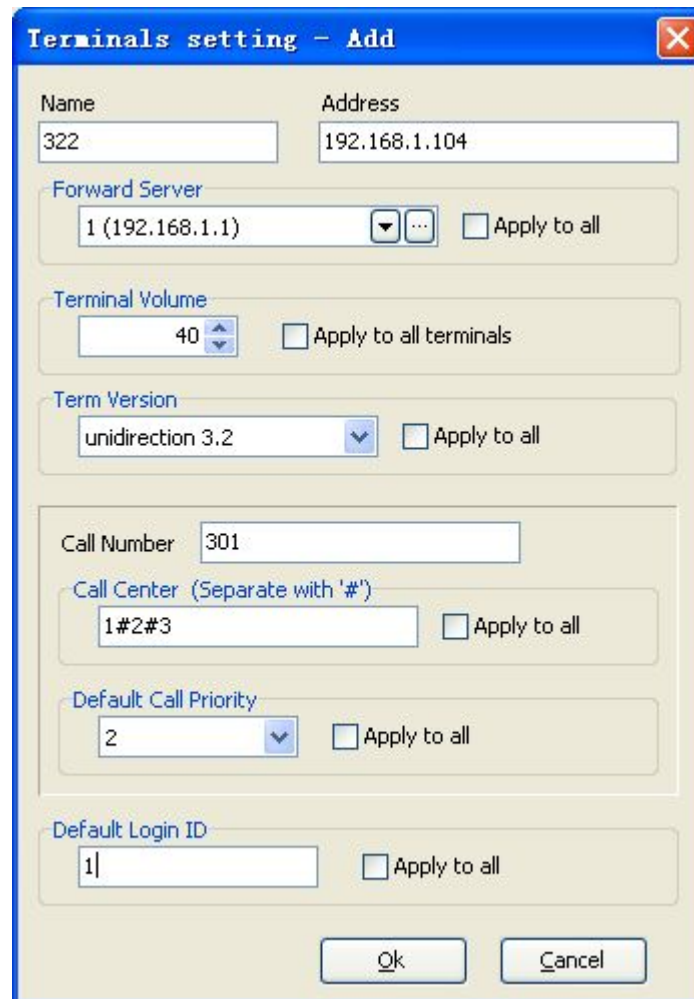 Terminals setting - Add
Name Address
322 192.168.1.104
Forward Server
1 (192.168.1.1) ... Apply to all
Terminal Volume
40 Apply to all terminals
Term Version
unidirection 3.2 Apply to all
Call Number 301
Call Center (Separate with '#')
1#2#3 Apply to all
Default Call Priority
2 Apply to all
Default Login ID
1 Apply to all
Ok Cancel